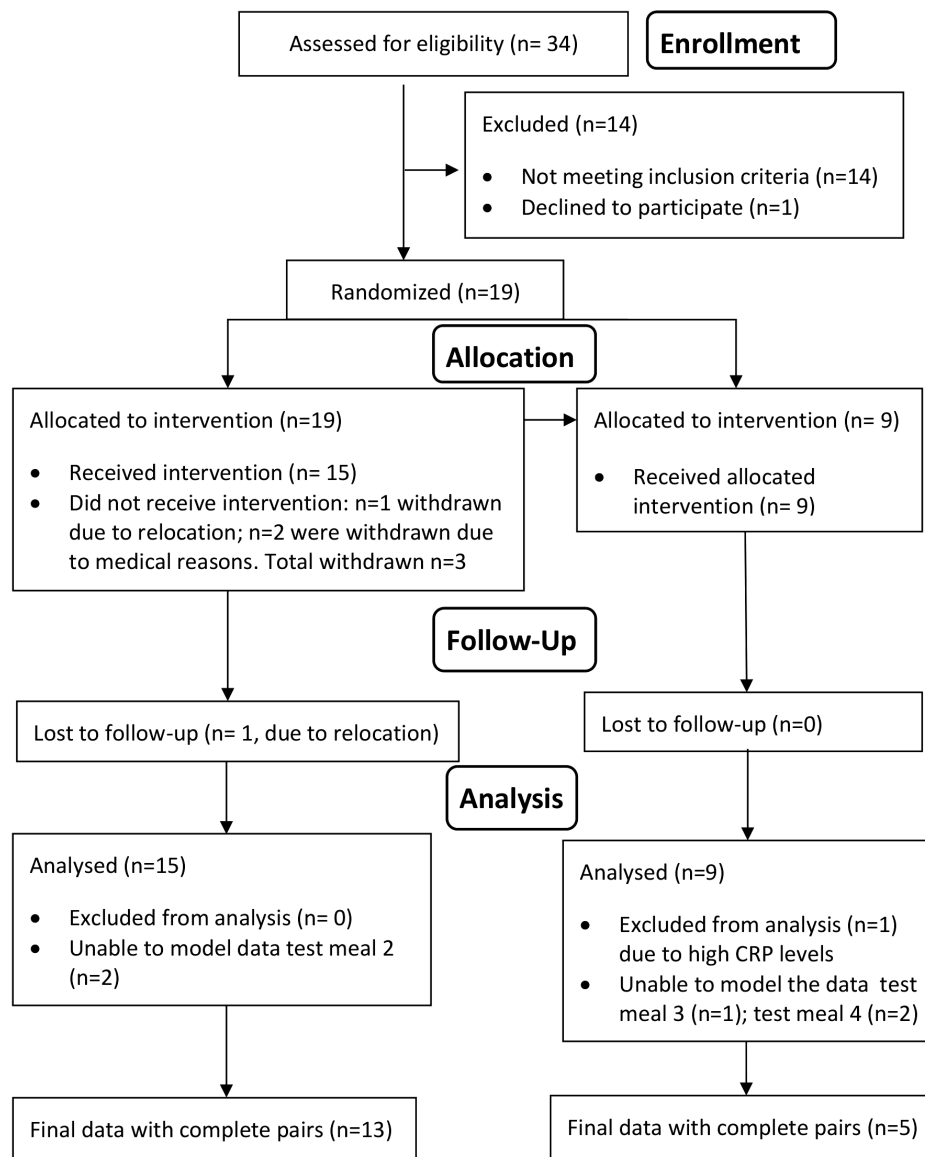 Assessed for eligibility (n= 34)
Enrollment
Excluded (n=14)
• Not meeting inclusion criteria (n=14)
• Declined to participate (n=1)
Randomized (n=19)
Allocation
Allocated to intervention (n=19)
• Received intervention (n= 15)
• Did not receive intervention: n=1 withdrawn
due to relocation; n=2 were withdrawn due
to medical reasons. Total withdrawn n=3
Allocated to intervention (n= 9)
• Received allocated
intervention (n= 9)
Follow-Up
Lost to follow-up (n= 1, due to relocation)
Lost to follow-up (n=0)
Analysis
Analysed (n=15)
• Excluded from analysis (n= 0)
• Unable to model data test meal 2
(n=2)
Analysed (n=9)
• Excluded from analysis (n=1)
due to high CRP levels
• Unable to model the data  test
meal 3 (n=1); test meal 4 (n=2)
Final data with complete pairs (n=13)
Final data with complete pairs (n=5)